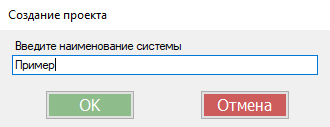 Создание проекта
Введите наименование системы
Пример
OK
Отмена